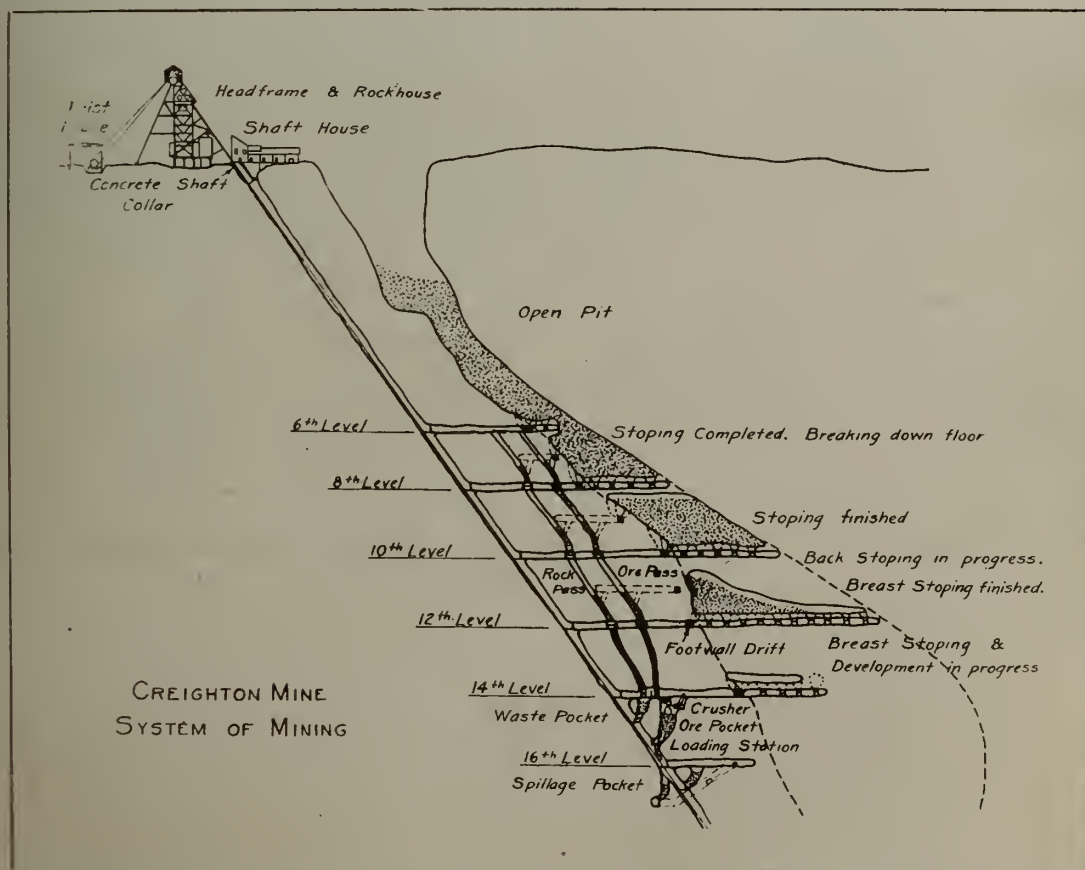 Headframe & Rockhouse
Shaft House
Concrete Shaft
Collar
Open Pit
6th Level
Stoping Completed. Breaking down floor
8th Level
Stoping finished
10th Level
Back Stoping in progress.
Rock
Pass
Ore Pass
Breast Stoping finished.
12th. Level
Footwall Drift
Breast Stoping &
Development in progress
CREIGHTON MINE
SYSTEM OF MINING
14th Level
Waste Pocket
Crusher
Ore Pocket
Loading Station
16th Level
Spillage Pocket